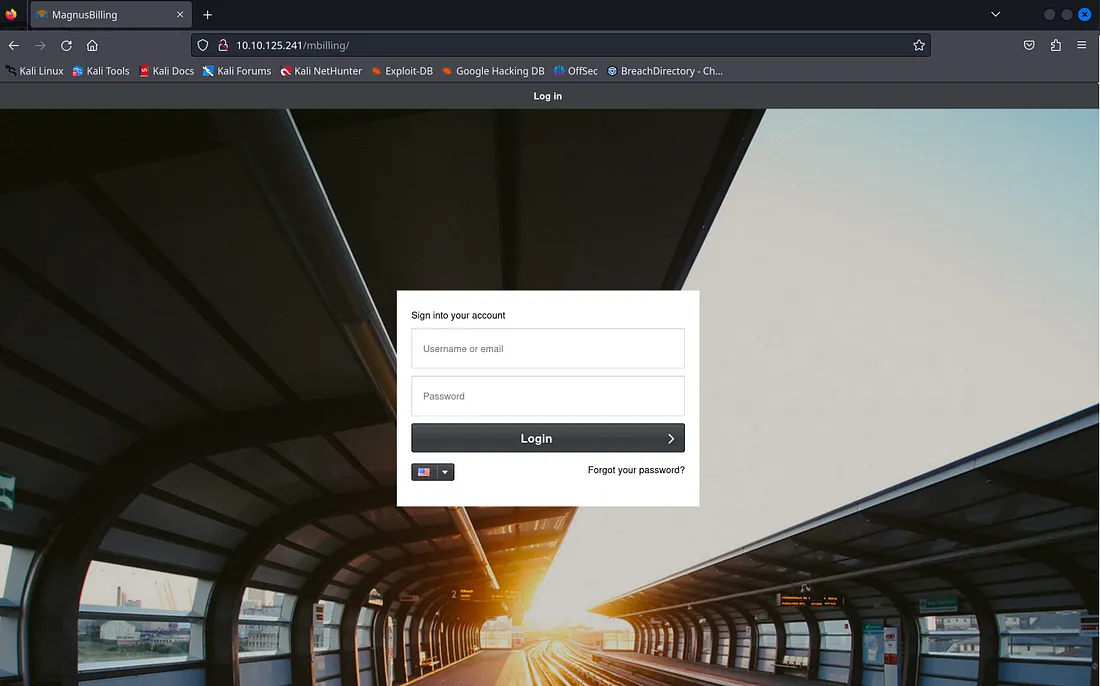 MagnusBilling
10.10.125.241/mbilling/
Kali Linux Kali Tools Kali Docs Kali Forums Kali NetHunter Exploit-DB Google Hacking DB OffSec BreachDirectory - Ch...
Log in
Sign into your account
Username or email
Password
Login
Forgot your password?
2